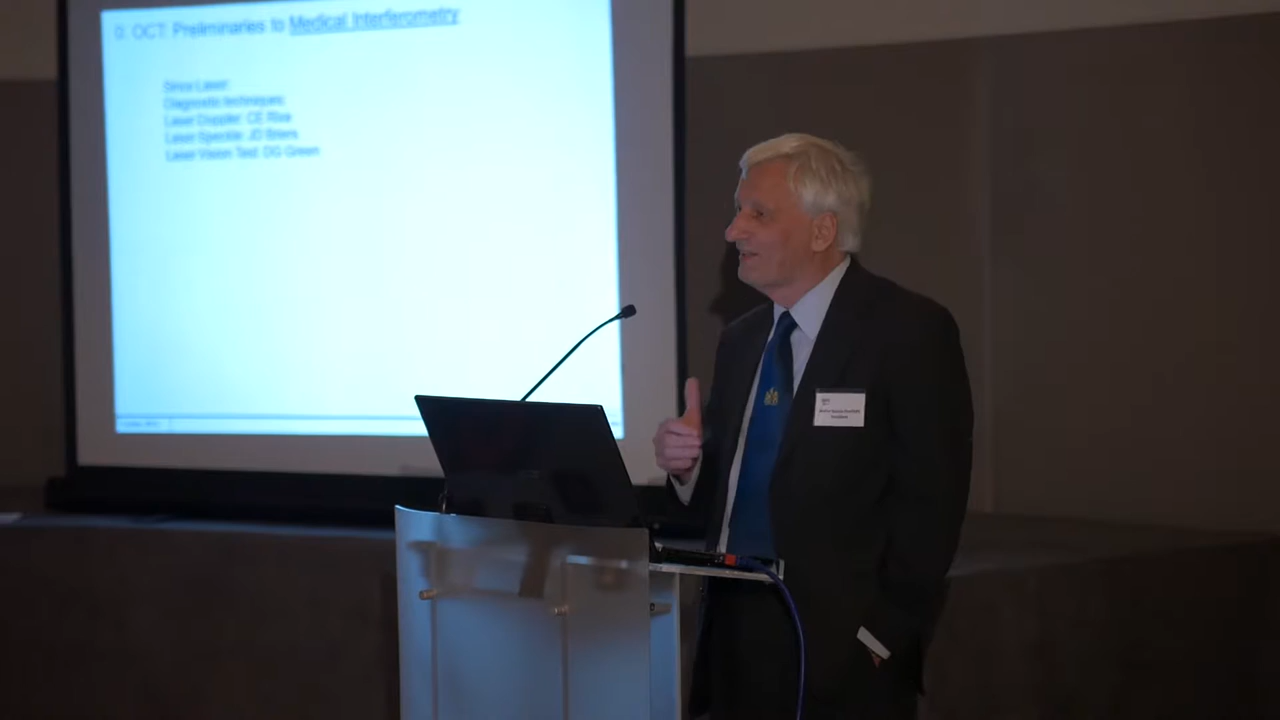 0. OCT: Preliminaries to Medical Interferometry
Since Laser:
Diagnostic techniques:
Laser Doppler: CE Riva
Laser Speckle: JD Briers
Laser Vision Test: DG Green